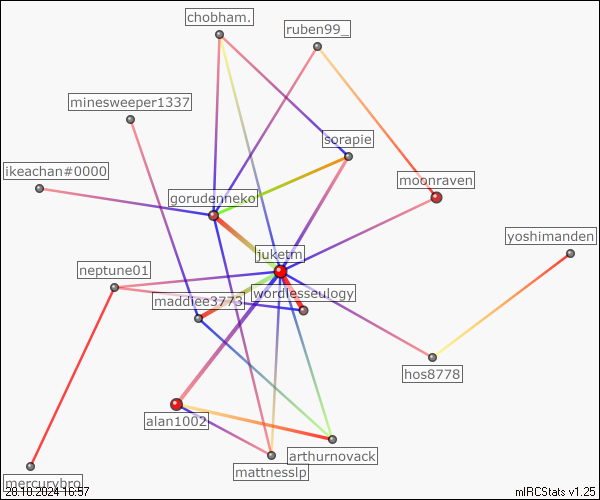 chobham.
ruben99_
minesweeper1337
sorapie
ikeachan#0000
moonraven
gorudenneko
yoshimanden
juketm
neptune01
wordlesseulogy
maddiee3773
hos8778
alan1002
arthurnovack
mattnesslp
mercurybro
20.10.2024 16:57
mIRCStats v1.25